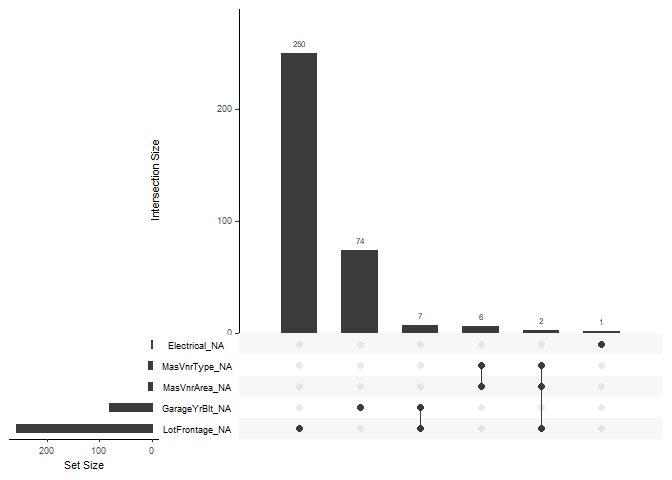 250
200
Intersection Size
100
74
7
6
2
1
0
Electrical_NA
MasVnrType_NA
MasVnrArea_NA
GarageYrBlt_NA
LotFrontage_NA
200 100 0
Set Size